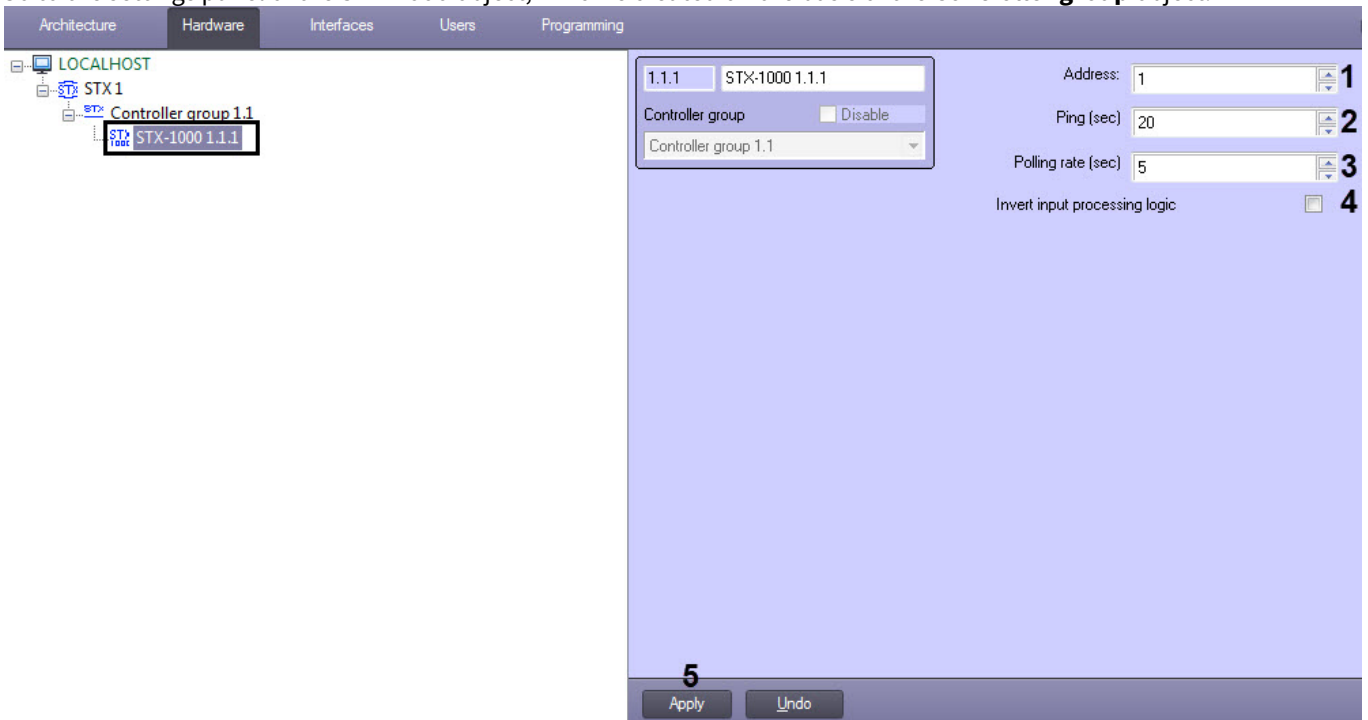 Architecture Hardware Interfaces Users Programming
LOCALHOST
STX 1
Controller group 1.1
STX-1000 1.1.1
1.1.1 STX-1000 1.1.1
Controller group Disable
Controller group 1.1
Address: 1 1
Ping (sec) 20 2
Polling rate (sec) 5 3
Invert input processing logic 4
5
Apply Undo